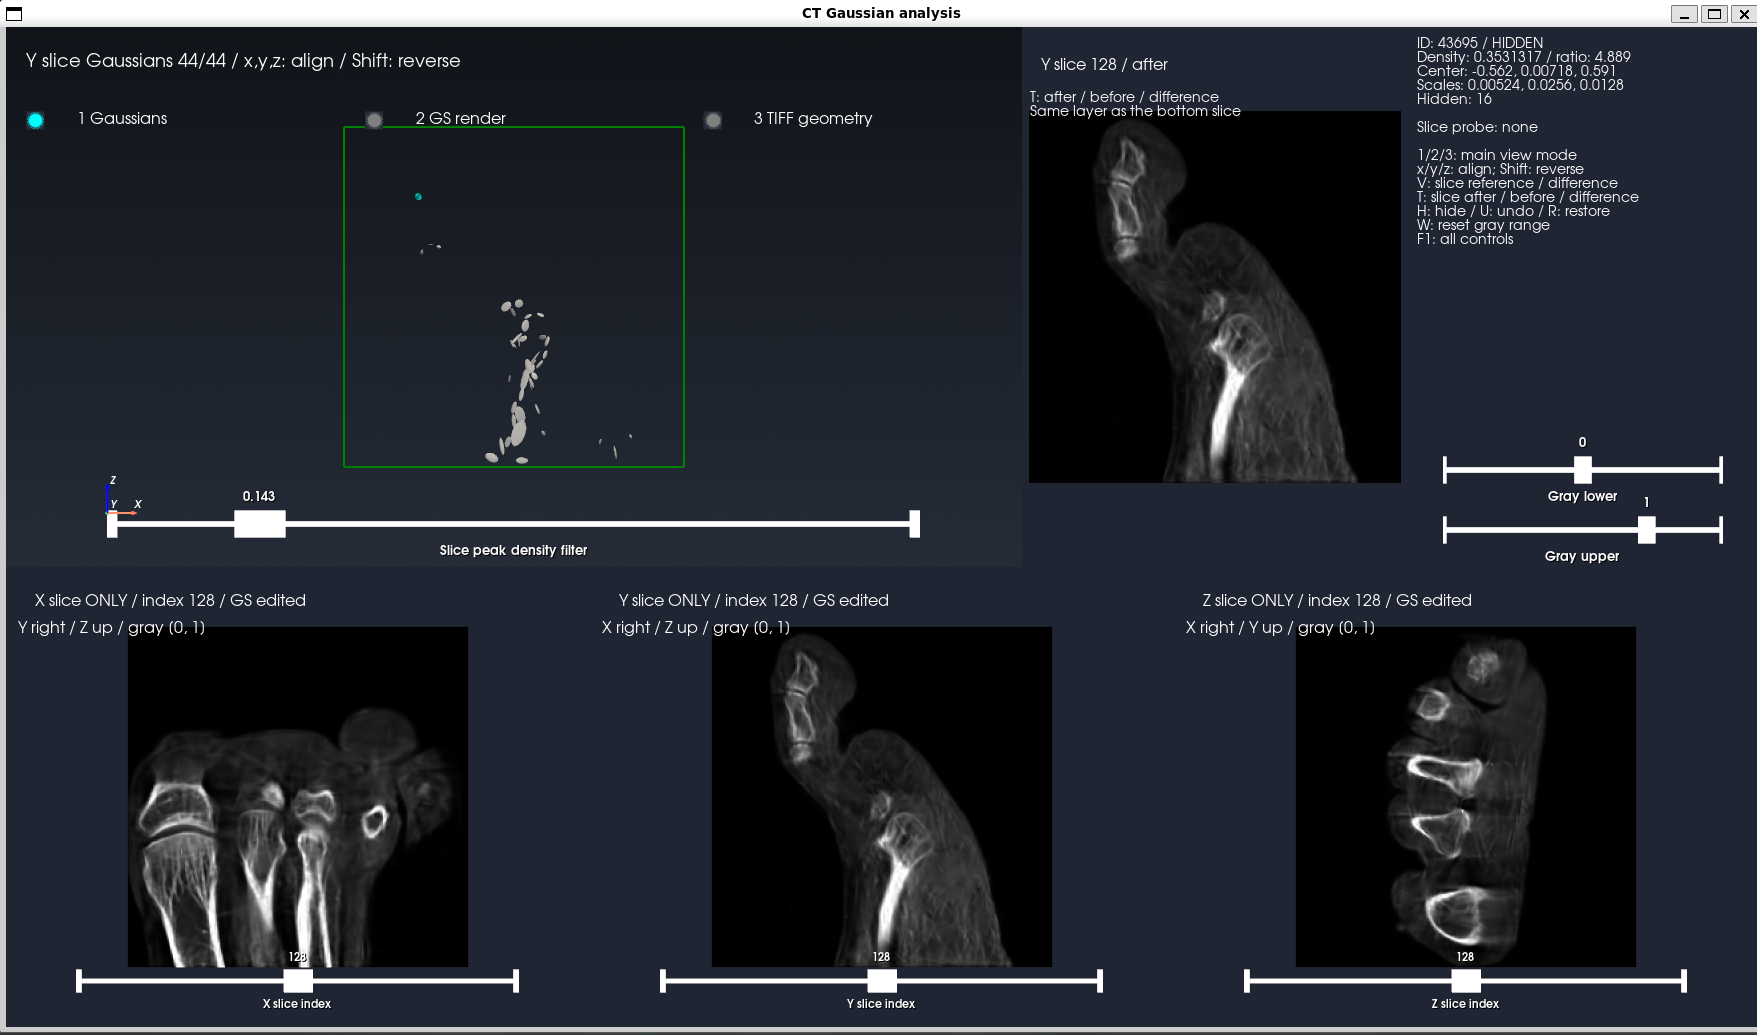 CT Gaussian analysis
Y slice Gaussians 44/44 / x,y,z: align / Shift: reverse
1 Gaussians
2 GS render
3 TIFF geometry
Z
Y
X
0.143
Slice peak density filter
Y slice 128 / after
T: after / before / difference
Same layer as the bottom slice
ID: 43695 / HIDDEN
Density: 0.3531317 / ratio: 4.889
Center: -0.562, 0.00718, 0.591
Scales: 0.00524, 0.0256, 0.0128
Hidden: 16
Slice probe: none
1/2/3: main view mode
x/y/z: align; Shift: reverse
V: slice reference / difference
T: slice after / before / difference
H: hide / U: undo / R: restore
W: reset gray range
F1: all controls
0
Gray lower
1
Gray upper
X slice ONLY / index 128 / GS edited
Y right / Z up / gray [0, 1]
128
X slice index
Y slice ONLY / index 128 / GS edited
X right / Z up / gray [0, 1]
128
Y slice index
Z slice ONLY / index 128 / GS edited
X right / Y up / gray [0, 1]
128
Z slice index